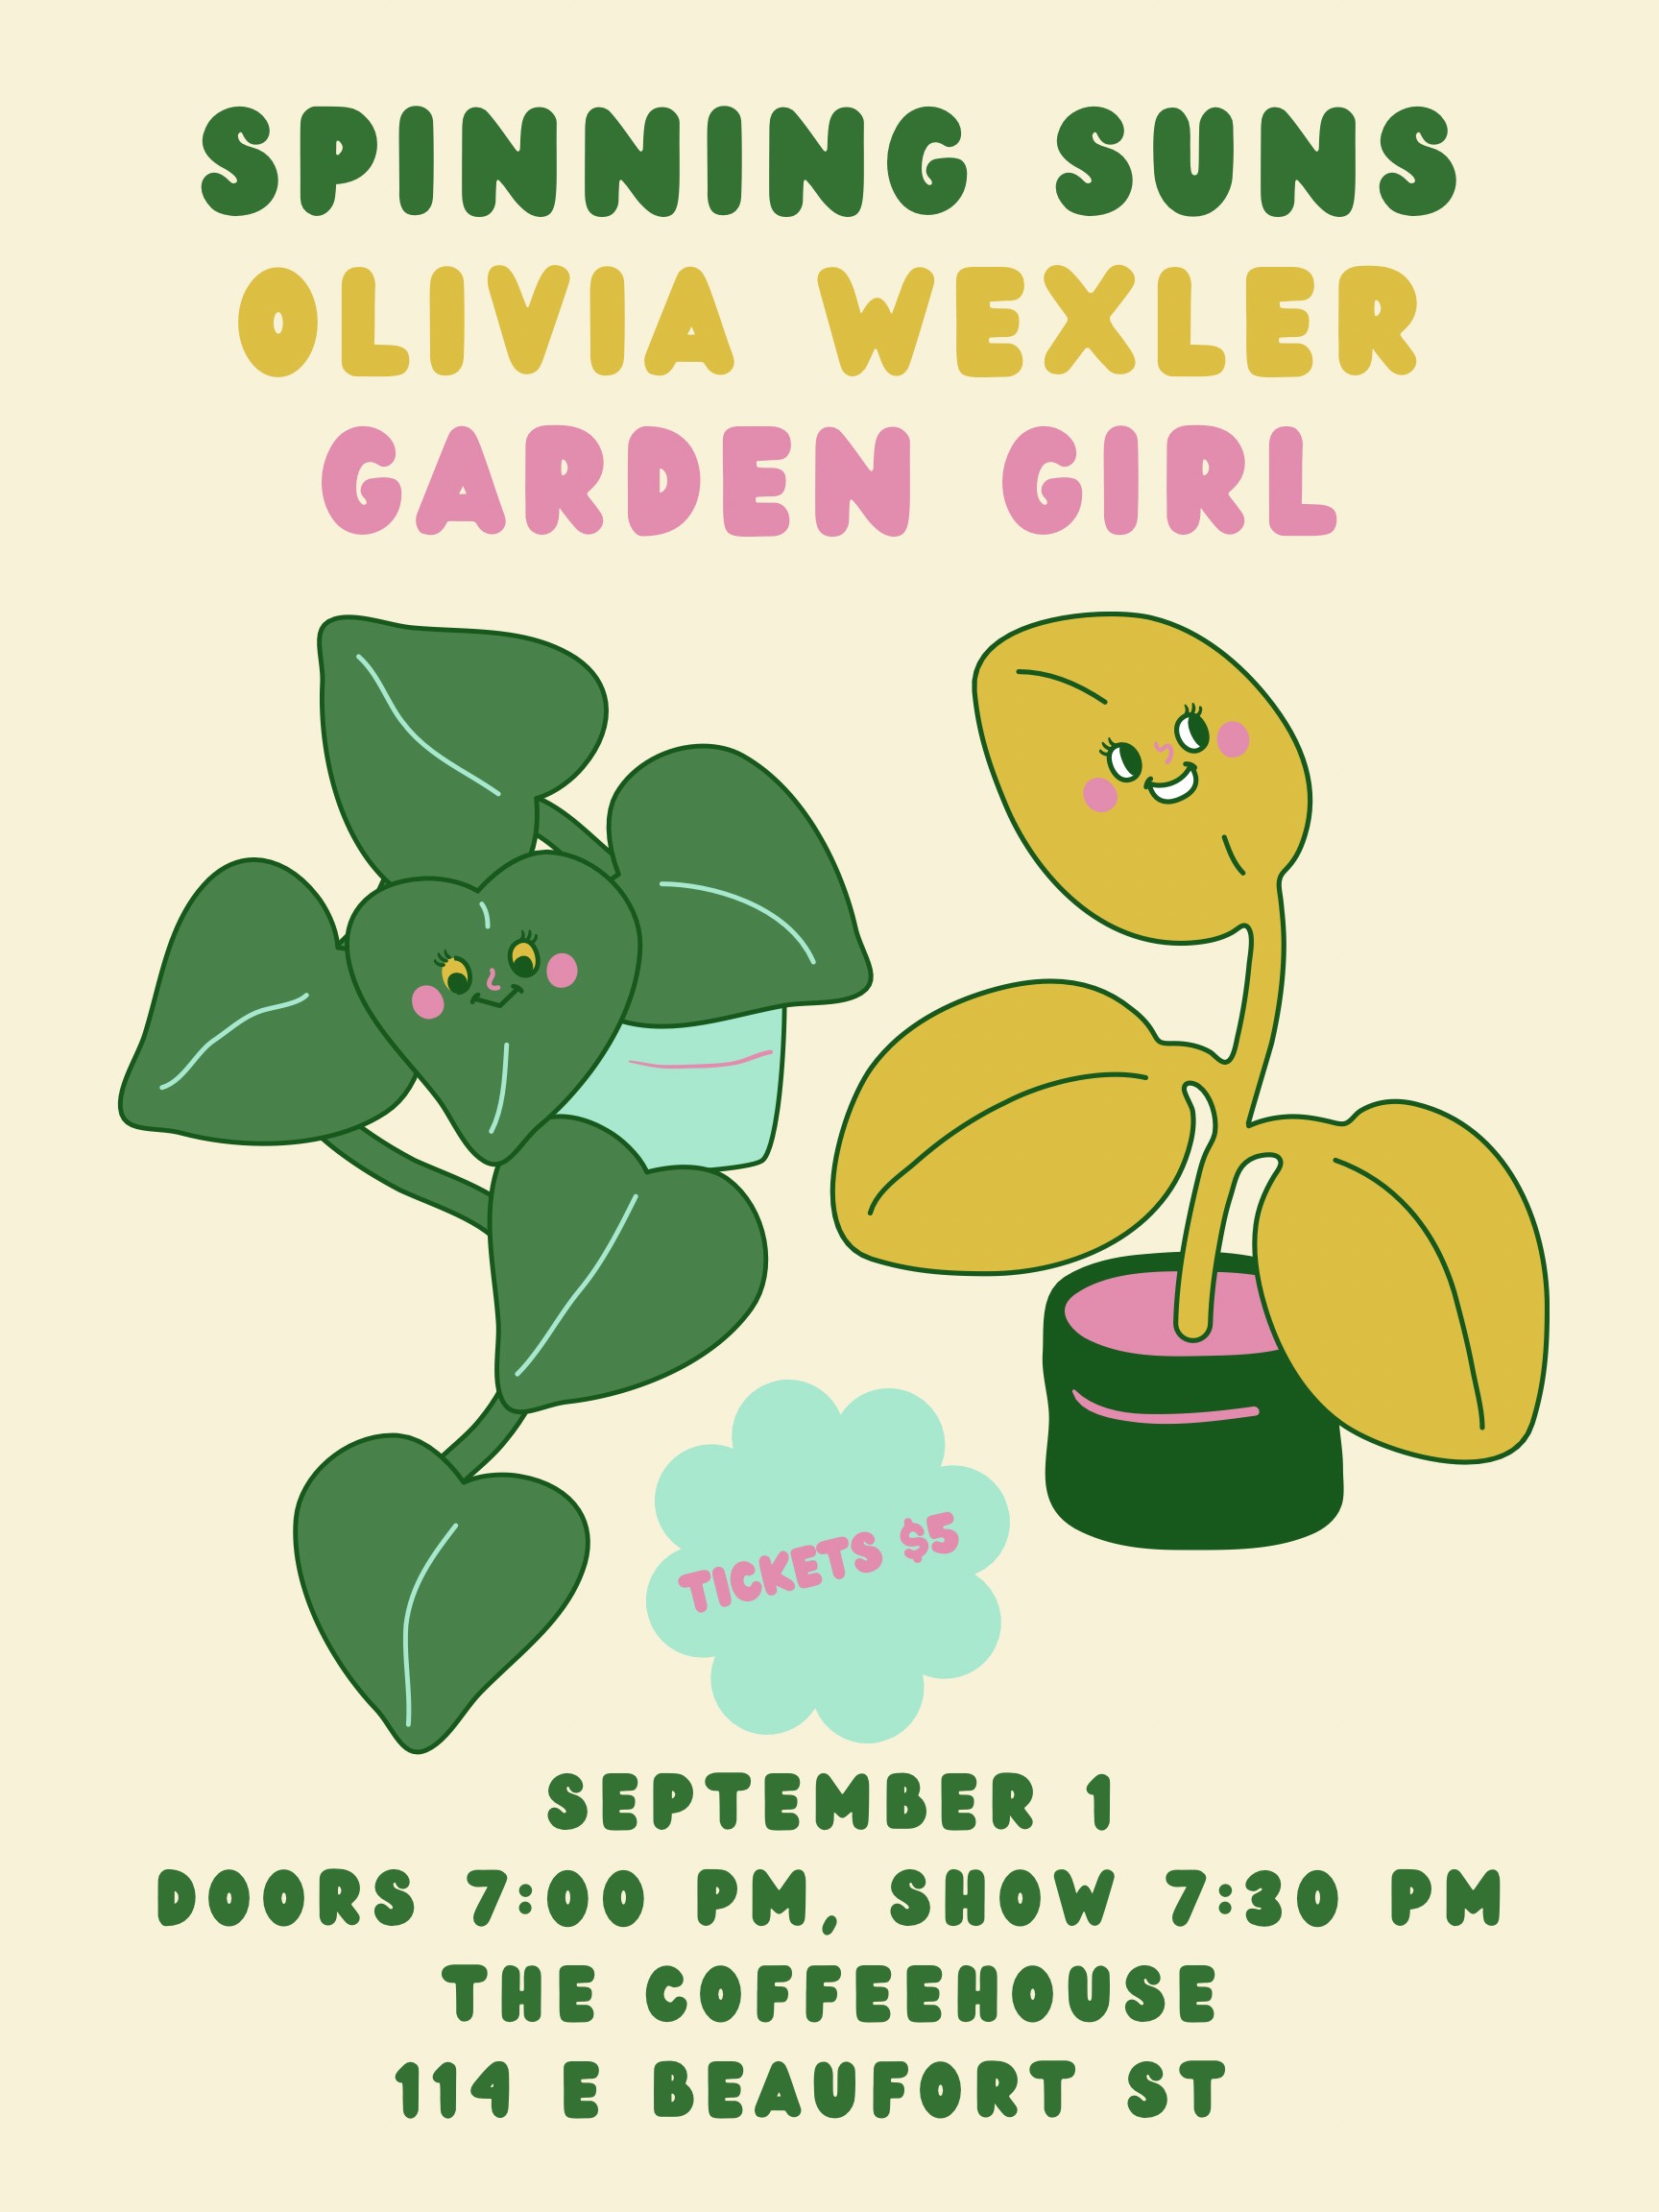 SPINNING SUNS
OLIVIA WEXLER
GARDEN GIRL
TICKETS $5
SEPTEMBER 1
DOORS 7:00 PM, SHOW 7:30 PM
THE COFFEEHOUSE
114 E BEAUFORT ST